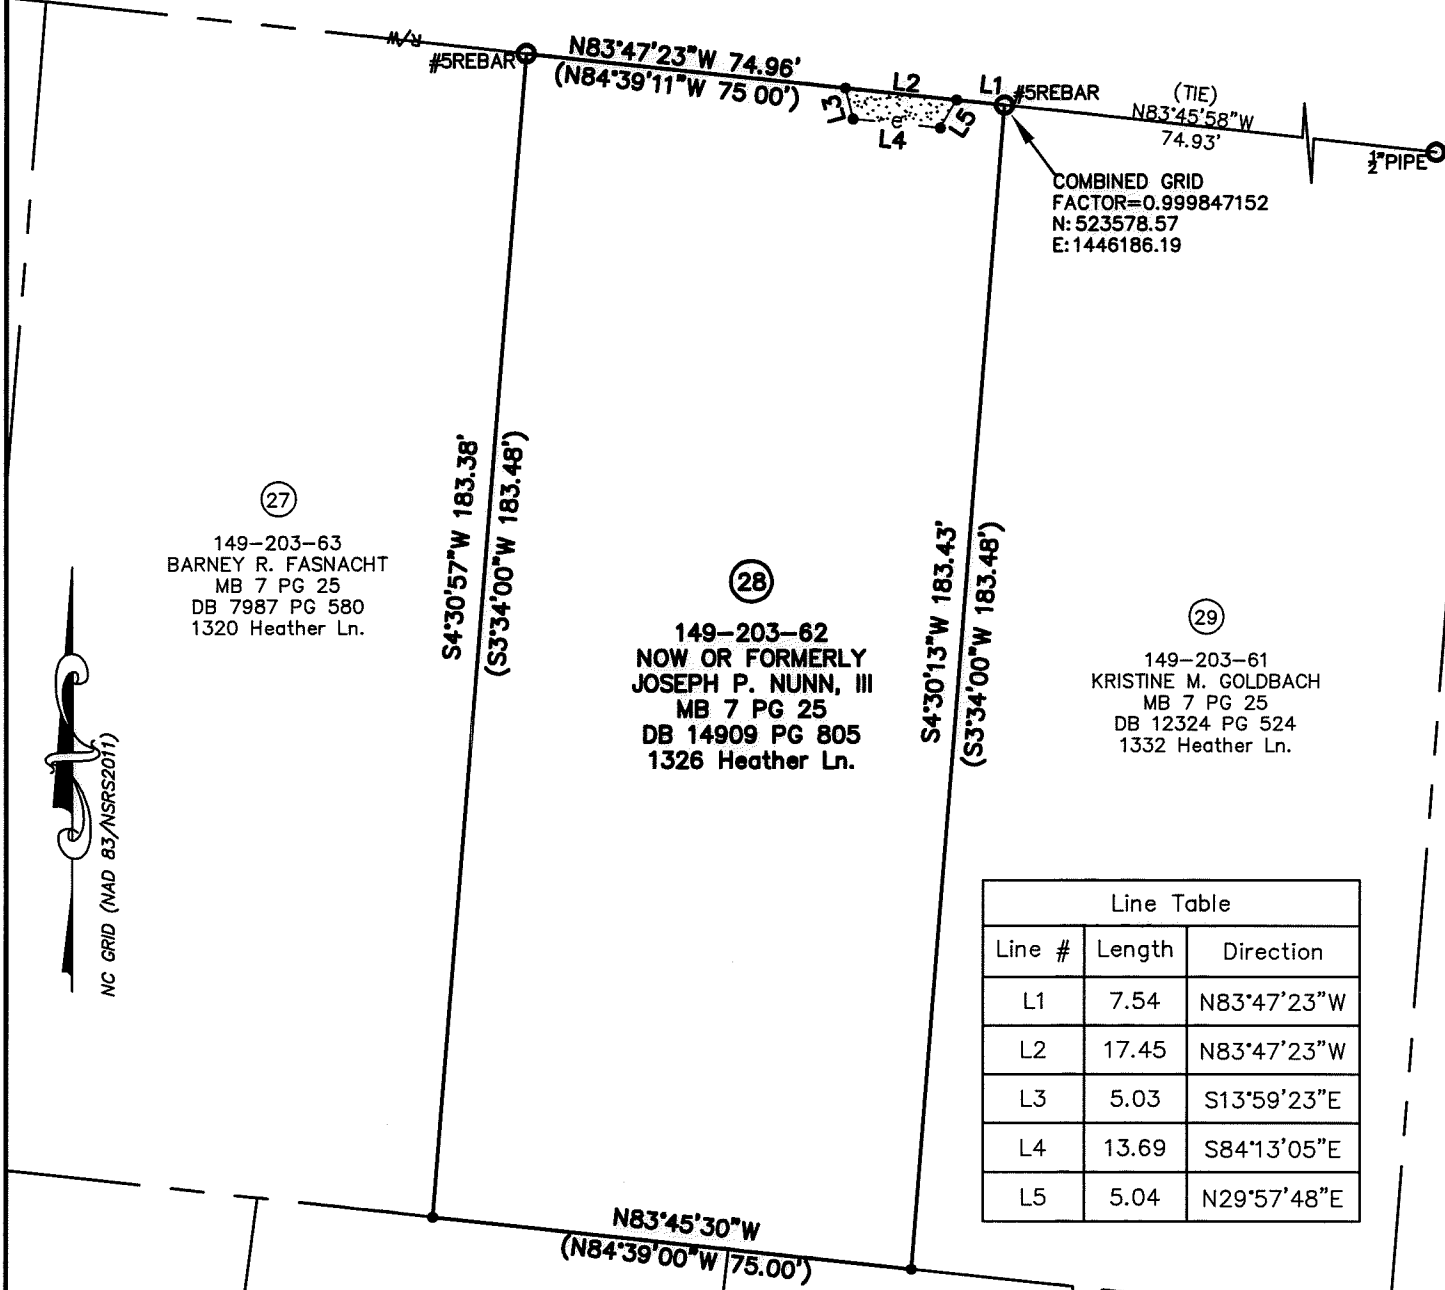 R/W
#5REBAR
N83°47'23"W 74.96'
(N84°39'11"W 75 00')
L2
L1
#5REBAR
L3
e
L4
L5
(TIE)
N83°45'58"W
74.93'
½"PIPE
COMBINED GRID
FACTOR=0.999847152
N: 523578.57
E: 1446186.19
27
149-203-63
BARNEY R. FASNACHT
MB 7 PG 25
DB 7987 PG 580
1320 Heather Ln.
S4°30'57"W 183.38'
(S3°34'00"W 183.48')
28
149-203-62
NOW OR FORMERLY
JOSEPH P. NUNN, III
MB 7 PG 25
DB 14909 PG 805
1326 Heather Ln.
S4°30'13"W 183.43'
(S3°34'00"W 183.48')
29
149-203-61
KRISTINE M. GOLDBACH
MB 7 PG 25
DB 12324 PG 524
1332 Heather Ln.
NC GRID (NAD 83/NSRS2011)
Line Table
Line # Length Direction
L1 7.54 N83°47'23"W
L2 17.45 N83°47'23"W
L3 5.03 S13°59'23"E
L4 13.69 S84°13'05"E
L5 5.04 N29°57'48"E
N83°45'30"W
(N84°39'00"W 75.00')